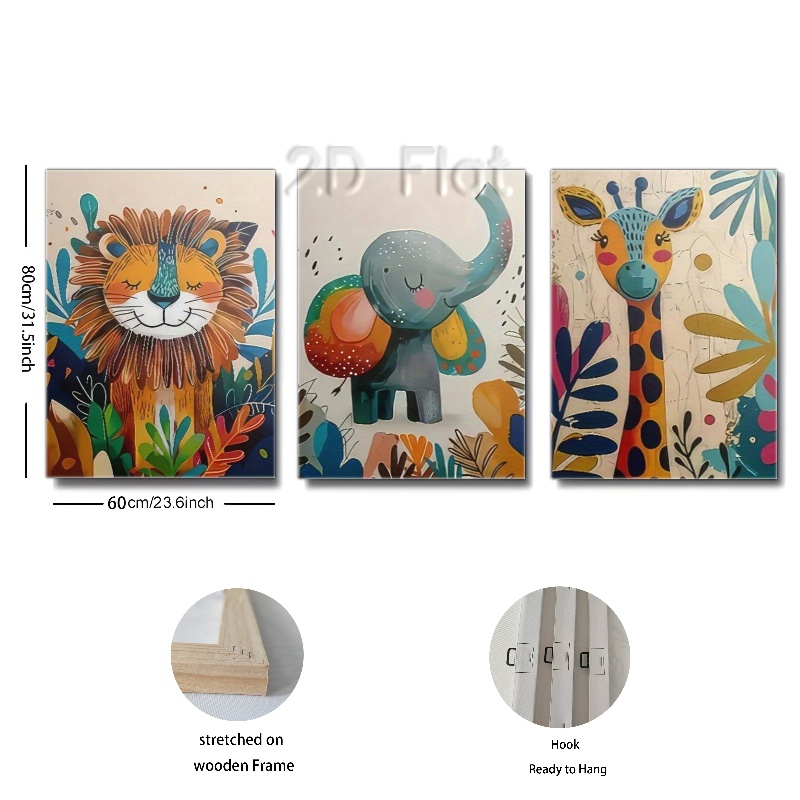 2D Flat
80cm/31.5inch
60cm/23.6inch
stretched on
wooden Frame
Hook
Ready to Hang